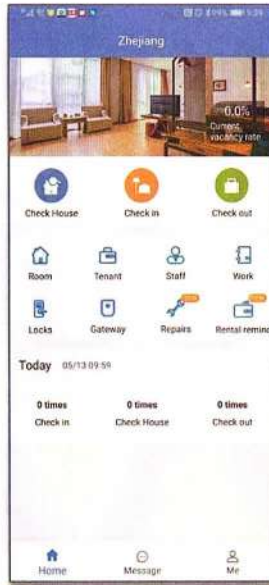 Zhejiang
0.0%
Current
vacancy rate
Check House
Check in
Check out
Room
Tenant
Staff
Work
Locks
Gateway
Repairs
Rental remind
Today 05/13 09:59
0 times
0 times
0 times
Check in
Check House
Check out
Home
Message
Me